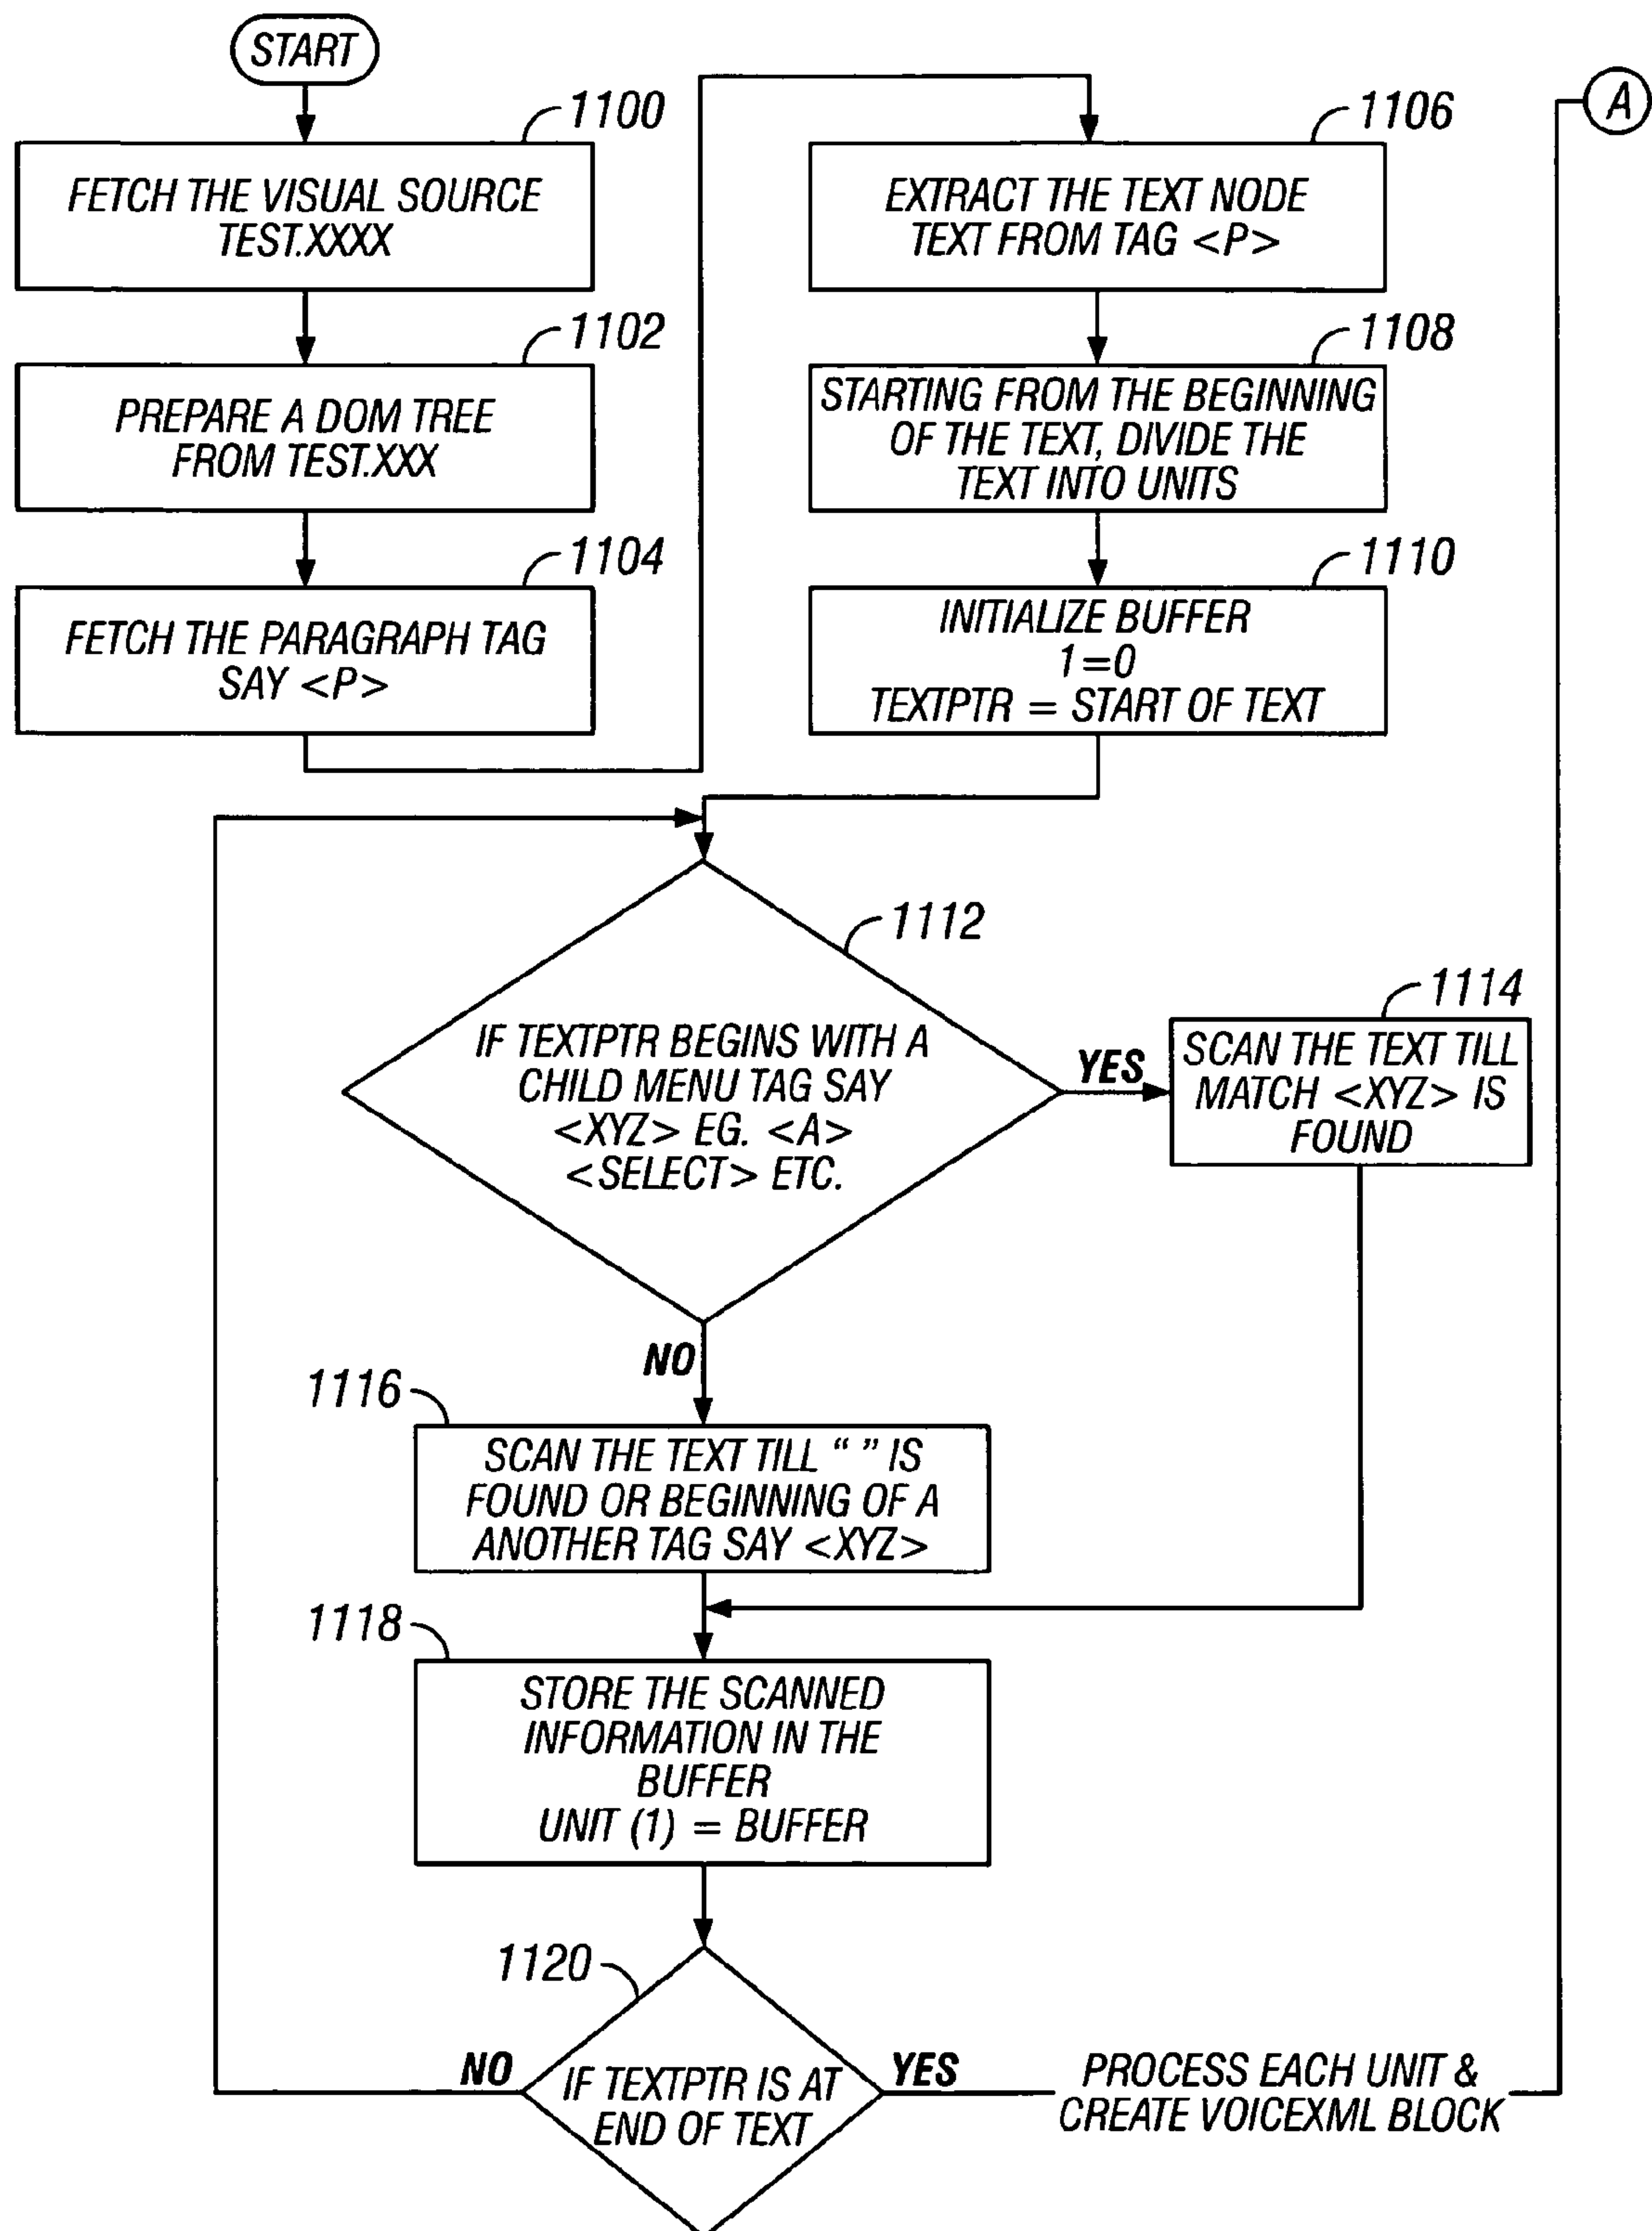 START
1100
FETCH THE VISUAL SOURCE
TEST.XXXX
1102
PREPARE A DOM TREE
FROM TEST.XXX
1104
FETCH THE PARAGRAPH TAG
SAY <P>
1106
EXTRACT THE TEXT NODE
TEXT FROM TAG <P>
1108
STARTING FROM THE BEGINNING
OF THE TEXT, DIVIDE THE
TEXT INTO UNITS
1110
INITIALIZE BUFFER
1=0
TEXTPTR = START OF TEXT
A
1112
IF TEXTPTR BEGINS WITH A
CHILD MENU TAG SAY
<XYZ> EG. <A>
<SELECT> ETC.
YES
1114
SCAN THE TEXT TILL
MATCH <XYZ> IS
FOUND
NO
1116
SCAN THE TEXT TILL “ ” IS
FOUND OR BEGINNING OF A
ANOTHER TAG SAY <XYZ>
1118
STORE THE SCANNED
INFORMATION IN THE
BUFFER
UNIT (1) = BUFFER
1120
NO
IF TEXTPTR IS AT
END OF TEXT
YES
PROCESS EACH UNIT &
CREATE VOICEXML BLOCK